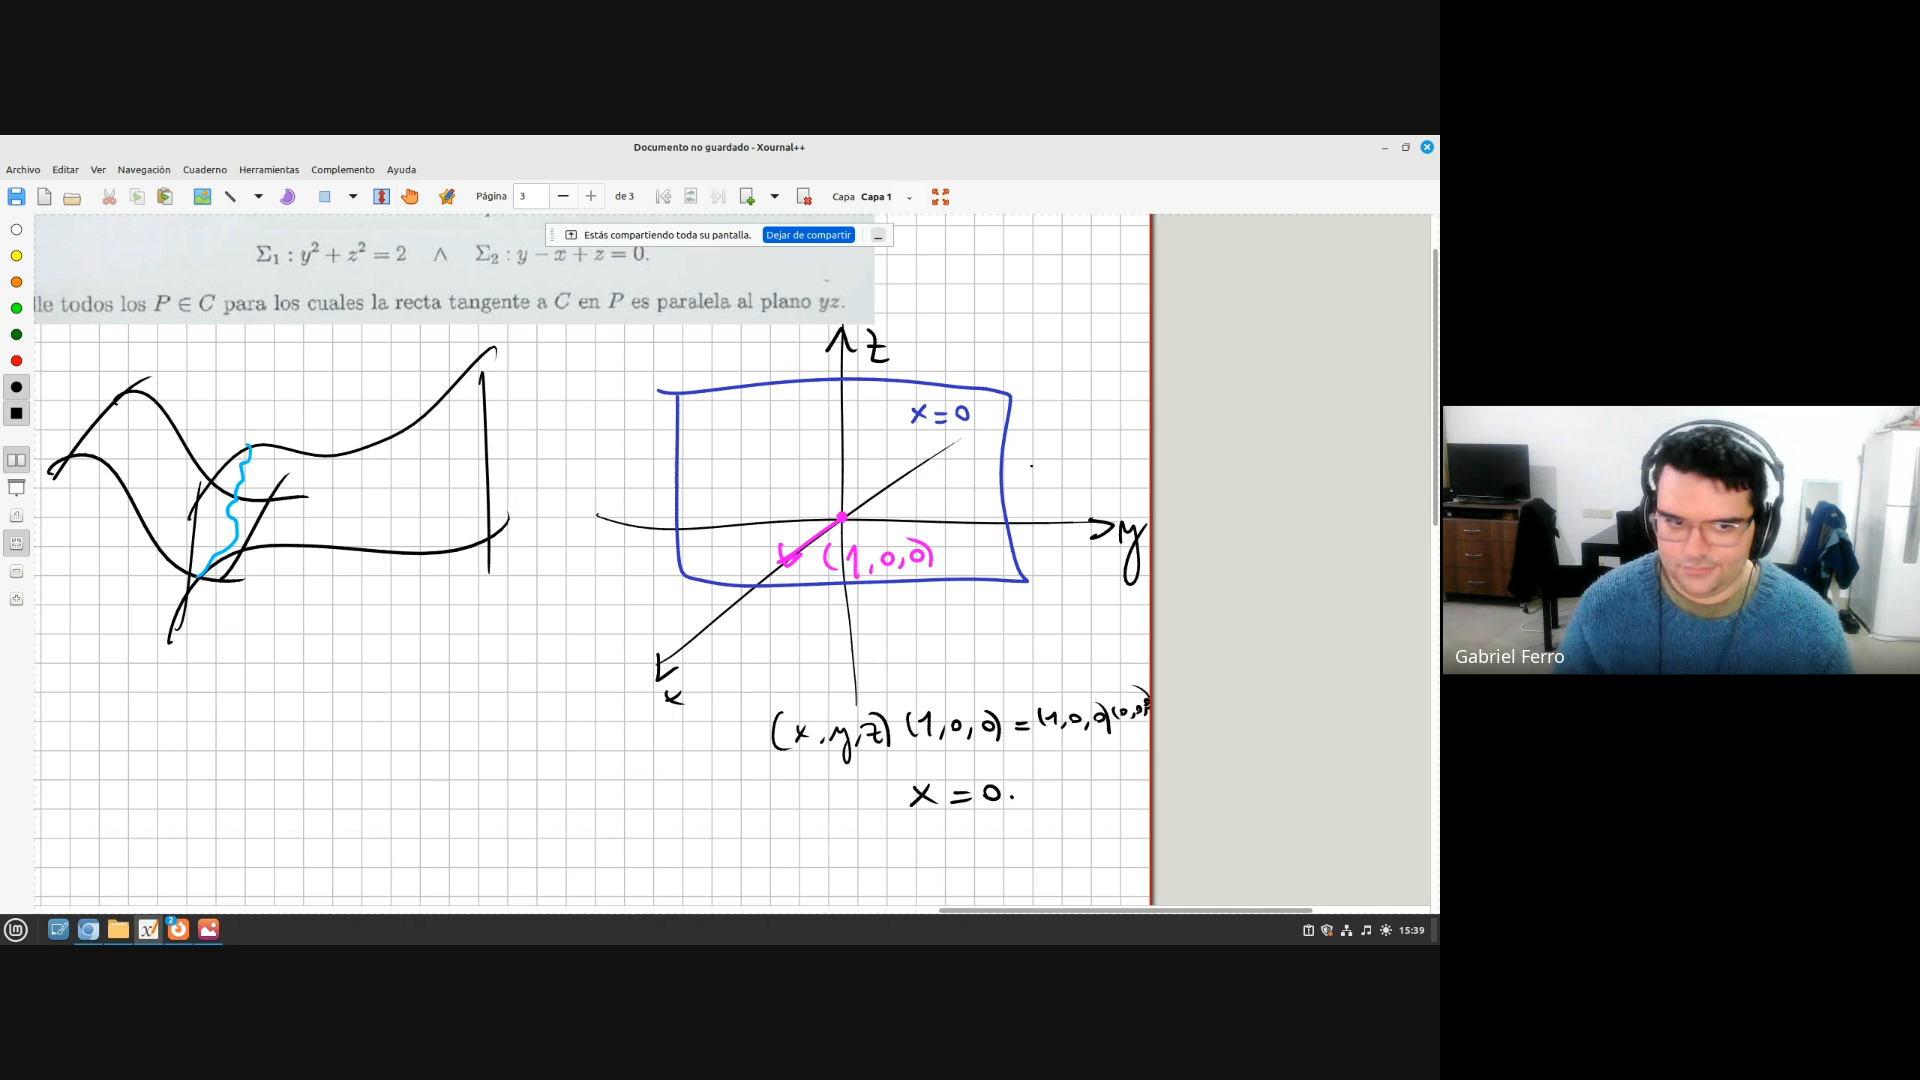 Documento no guardado - Xournal++
Archivo Editar Ver Navegación Cuaderno Herramientas Complemento Ayuda
Página 3 de 3 Capa Capa 1
Estás compartiendo toda su pantalla. Dejar de compartir
Σ₁ : y² + z² = 2 ∧ Σ₂ : y − x + z = 0.
lle todos los P ∈ C para los cuales la recta tangente a C en P es paralela al plano yz.
z
x = 0
y
(1,0,0)
x
(x,y,z) (1,0,0) = (1,0,0)(0,0,0)
x = 0.
Gabriel Ferro
2
15:39